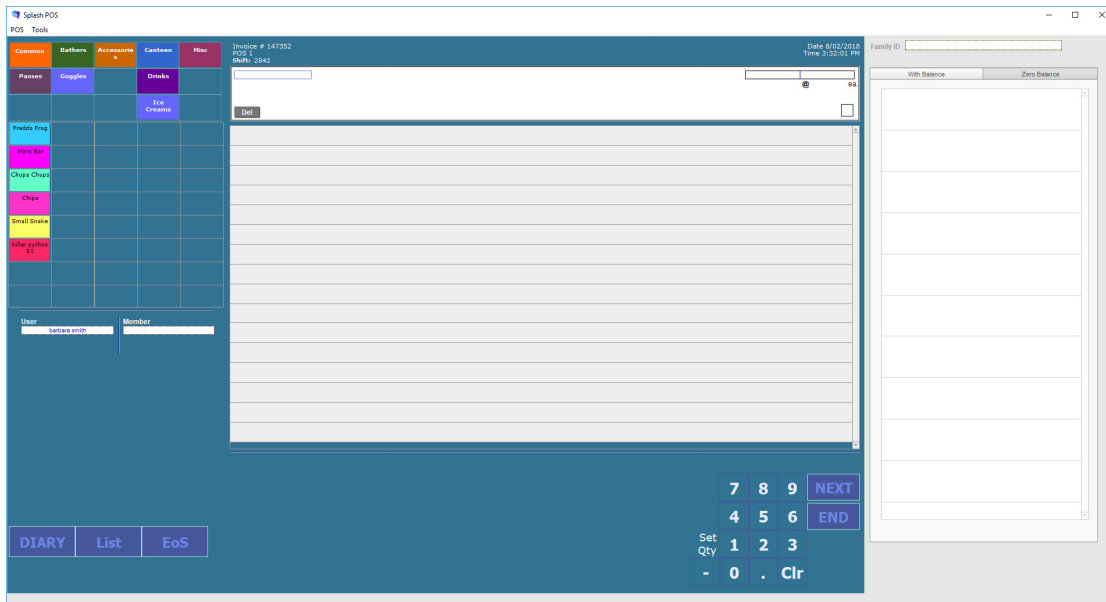 Splash POS
POS Tools
Common Bathers Accessorie
s Canteen Misc
Passes Goggles Drinks
Ice
Creams
Freddo Frog
Mars Bar
Chupa Chups
Chips
Small Snake
killer python
$1
User Member
barbara smith
DIARY List EoS
Invoice # 147352
POS 1
Shift: 2842
Date 8/02/2018
Time 3:32:01 PM
@ ea.
Del
7 8 9 NEXT
4 5 6 END
Set
Qty 1 2 3
- 0 . Clr
Family ID
With Balance Zero Balance